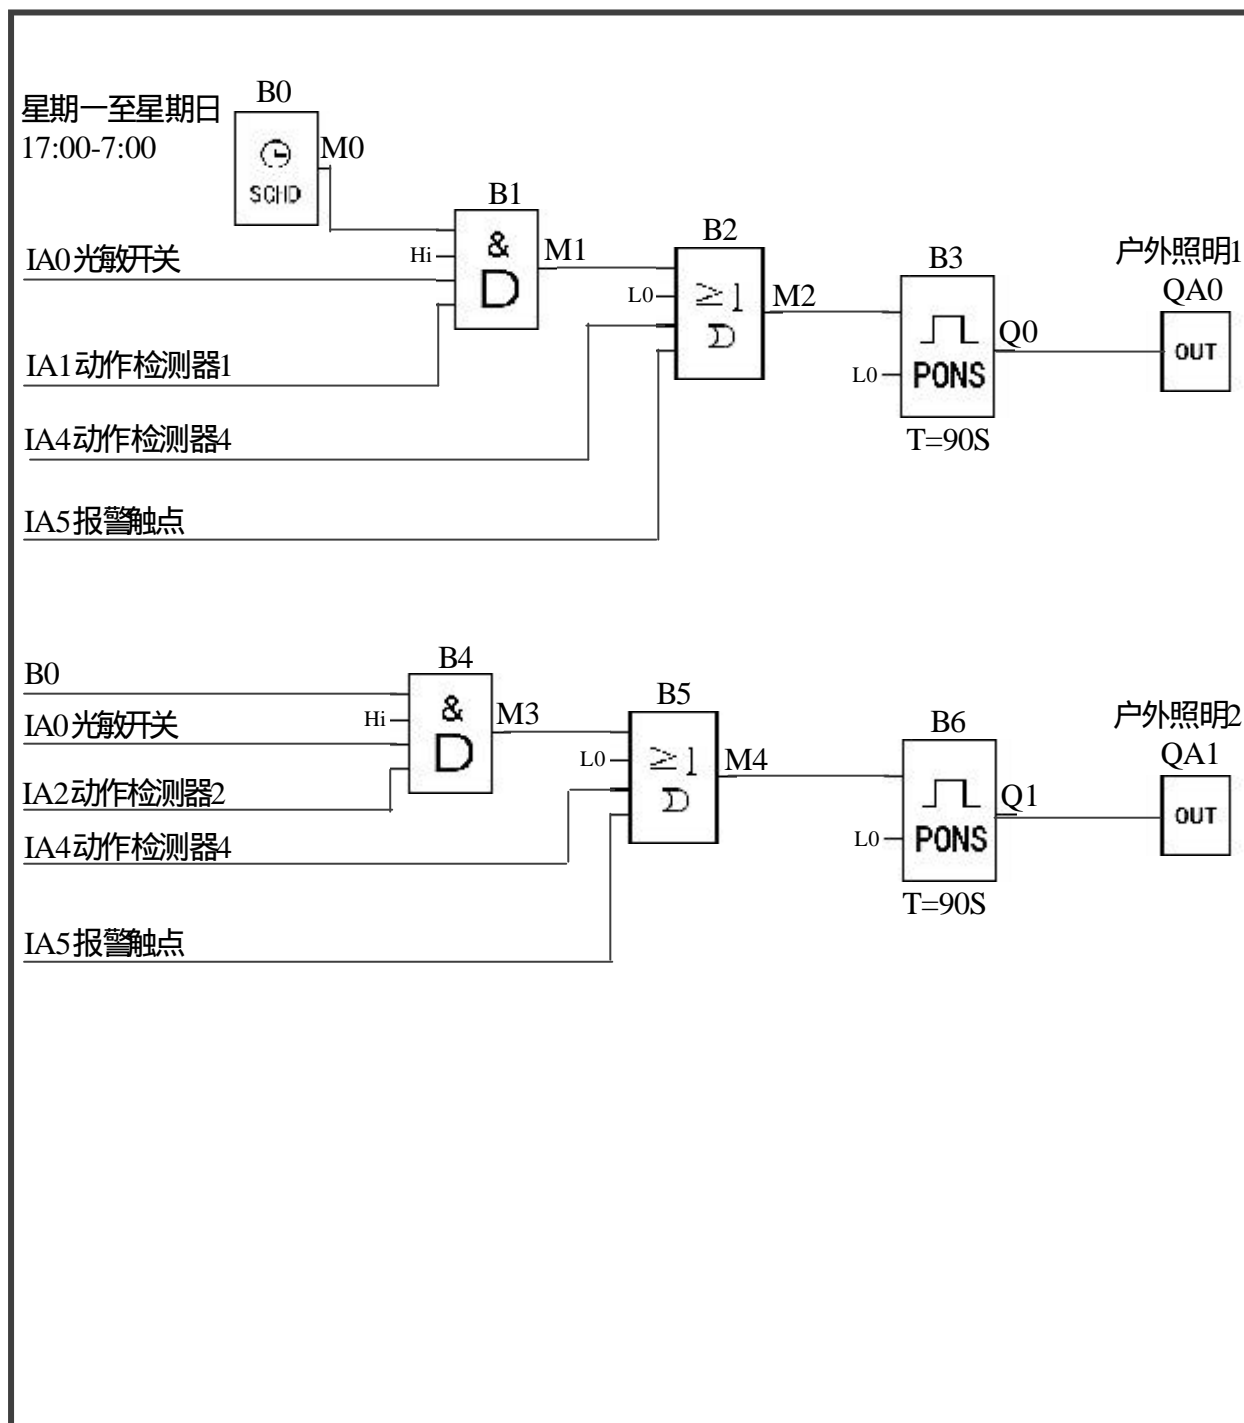 星期一至星期日
17:00-7:00
B0
SCHD
M0
IA0光敏开关
Hi
B1
&
M1
IA1动作检测器1
L0
B2
≥1
M2
IA4动作检测器4
IA5报警触点
B3
PONS
L0
T=90S
Q0
户外照明1
QA0
OUT
B0
IA0光敏开关
Hi
B4
&
M3
IA2动作检测器2
IA4动作检测器4
L0
B5
≥1
M4
IA5报警触点
B6
PONS
L0
T=90S
Q1
户外照明2
QA1
OUT